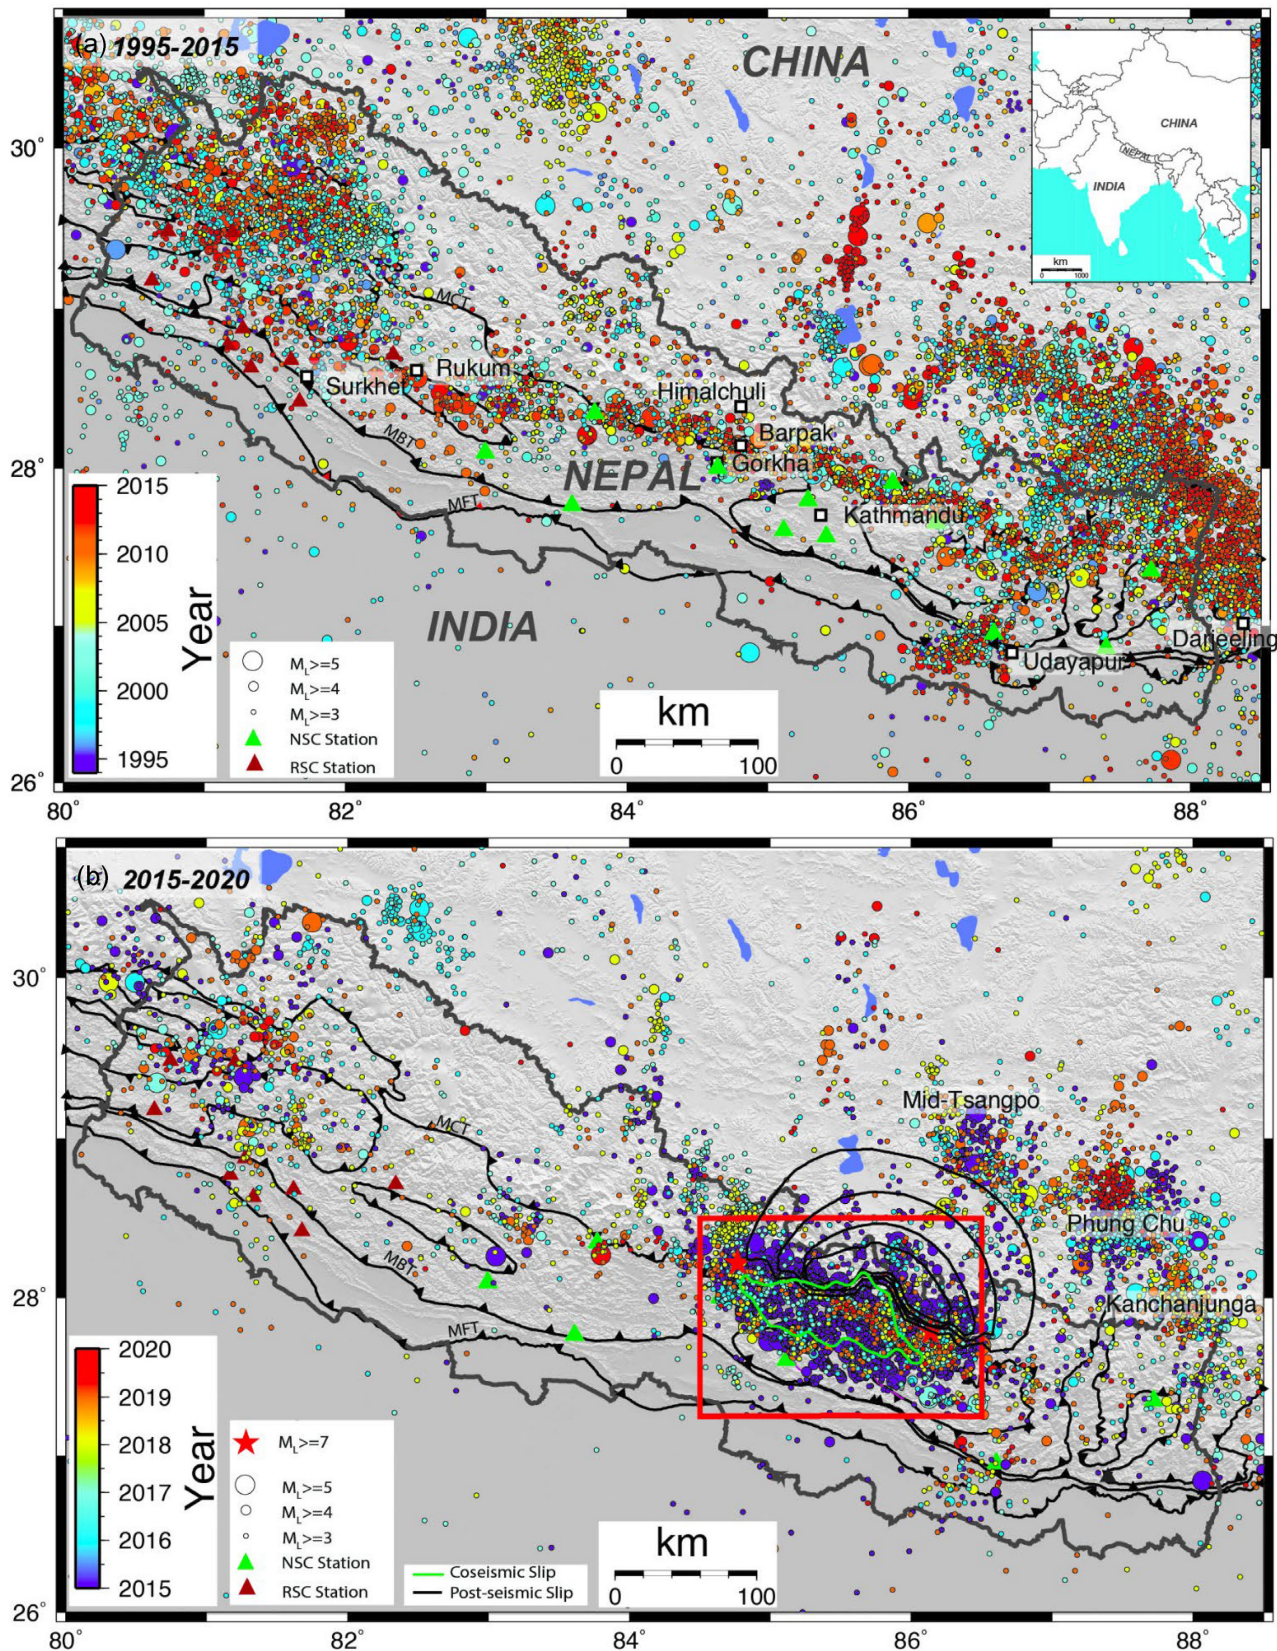 (a) 1995-2015
CHINA
CHINA
NEPAL
INDIA
km
0 1000
30°
MCT
Rukum
Surkhet
Himalchuli
Barpak
MBT
28°
NEPAL
Gorkha
MFT
Kathmandu
2015
2010
2005
2000
1995
Year
INDIA
Darjeeling
Udayapur
ML>=5
ML>=4
ML>=3
NSC Station
RSC Station
km
0 100
26°
80° 82° 84° 86° 88°
(b) 2015-2020
30°
Mid-Tsangpo
MCT
Phung Chu
MBT
28°
Kanchanjunga
MFT
2020
2019
2018
2017
2016
2015
Year
ML>=7
ML>=5
ML>=4
ML>=3
NSC Station
RSC Station
Coseismic Slip
Post-seismic Slip
km
0 100
26°
80° 82° 84° 86° 88°